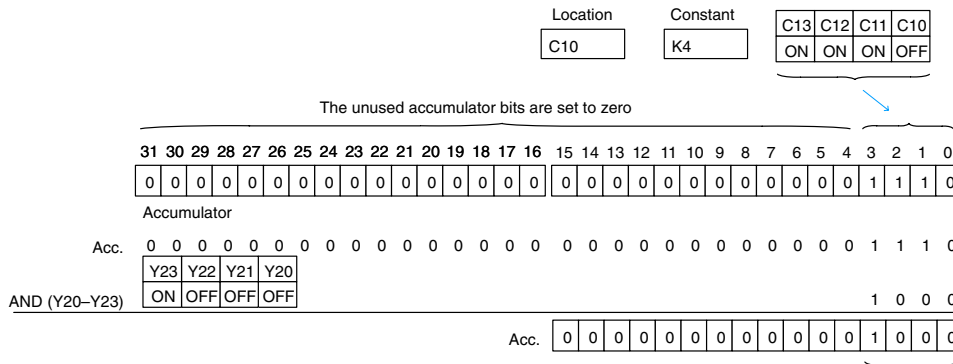 Location Constant C13 C12 C11 C10
C10 K4 ON ON ON OFF
The unused accumulator bits are set to zero
31 30 29 28 27 26 25 24 23 22 21 20 19 18 17 16 15 14 13 12 11 10 9 8 7 6 5 4 3 2 1 0
0 0 0 0 0 0 0 0 0 0 0 0 0 0 0 0 0 0 0 0 0 0 0 0 0 0 0 0 1 1 1 0
Accumulator
Acc. 0 0 0 0 0 0 0 0 0 0 0 0 0 0 0 0 0 0 0 0 0 0 0 0 0 0 0 0 1 1 1 0
Y23 Y22 Y21 Y20
ON OFF OFF OFF
AND (Y20–Y23) 1 0 0 0
Acc. 0 0 0 0 0 0 0 0 0 0 0 0 1 0 0 0